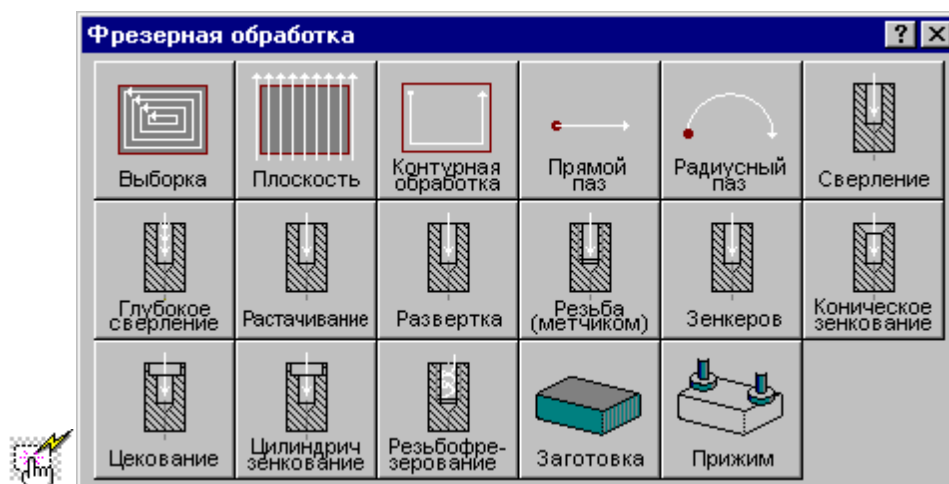 Фрезерная обработка
Выборка
Плоскость
Контурная
обработка
Прямой
паз
Радиусный
паз
Сверление
Глубокое
сверление
Растачивание
Развертка
Резьба
(метчиком)
Зенкеров
Коническое
зенкование
Цекование
Цилиндрич
зенкование
Резьбофре-
зерование
Заготовка
Прижим